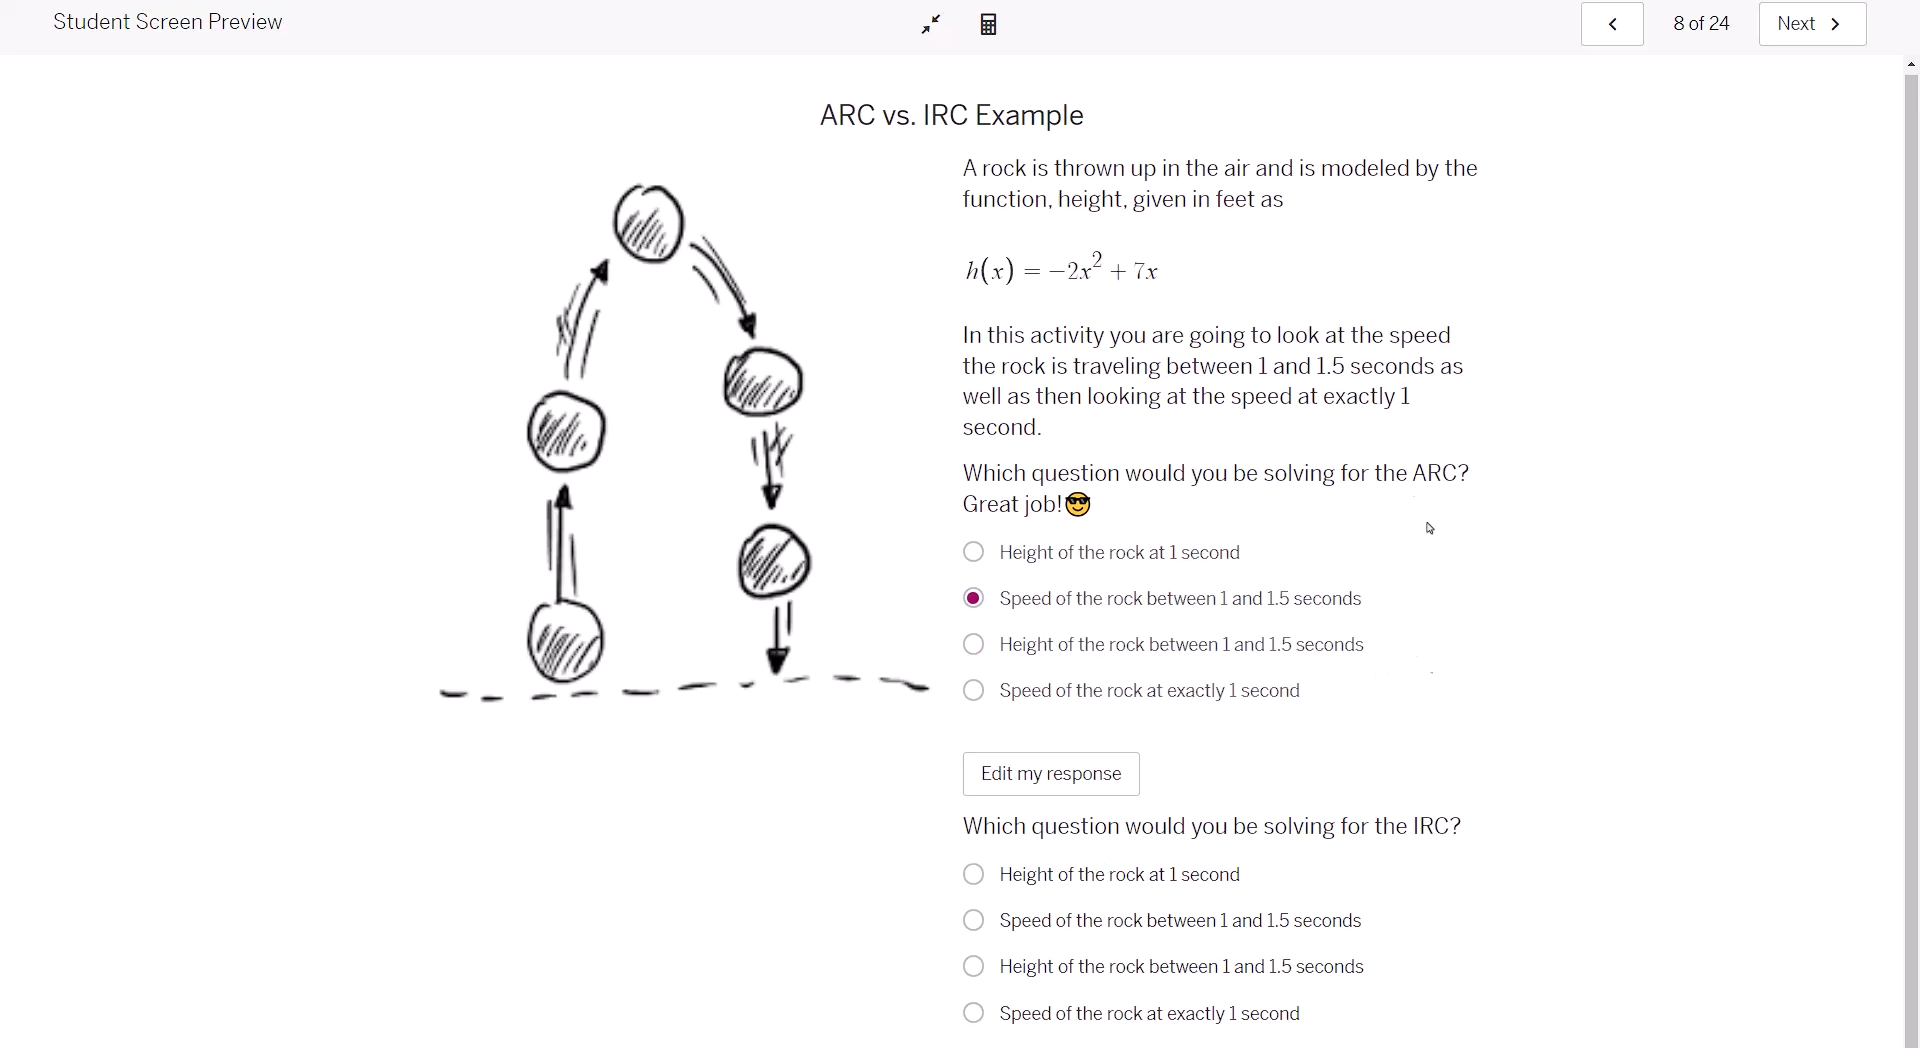 Student Screen Preview
8 of 24
Next
ARC vs. IRC Example
A rock is thrown up in the air and is modeled by the
function, height, given in feet as
h(x) = −2x² + 7x
In this activity you are going to look at the speed
the rock is traveling between 1 and 1.5 seconds as
well as then looking at the speed at exactly 1
second.
Which question would you be solving for the ARC?
Great job!😎
Height of the rock at 1 second
Speed of the rock between 1 and 1.5 seconds
Height of the rock between 1 and 1.5 seconds
Speed of the rock at exactly 1 second
Edit my response
Which question would you be solving for the IRC?
Height of the rock at 1 second
Speed of the rock between 1 and 1.5 seconds
Height of the rock between 1 and 1.5 seconds
Speed of the rock at exactly 1 second